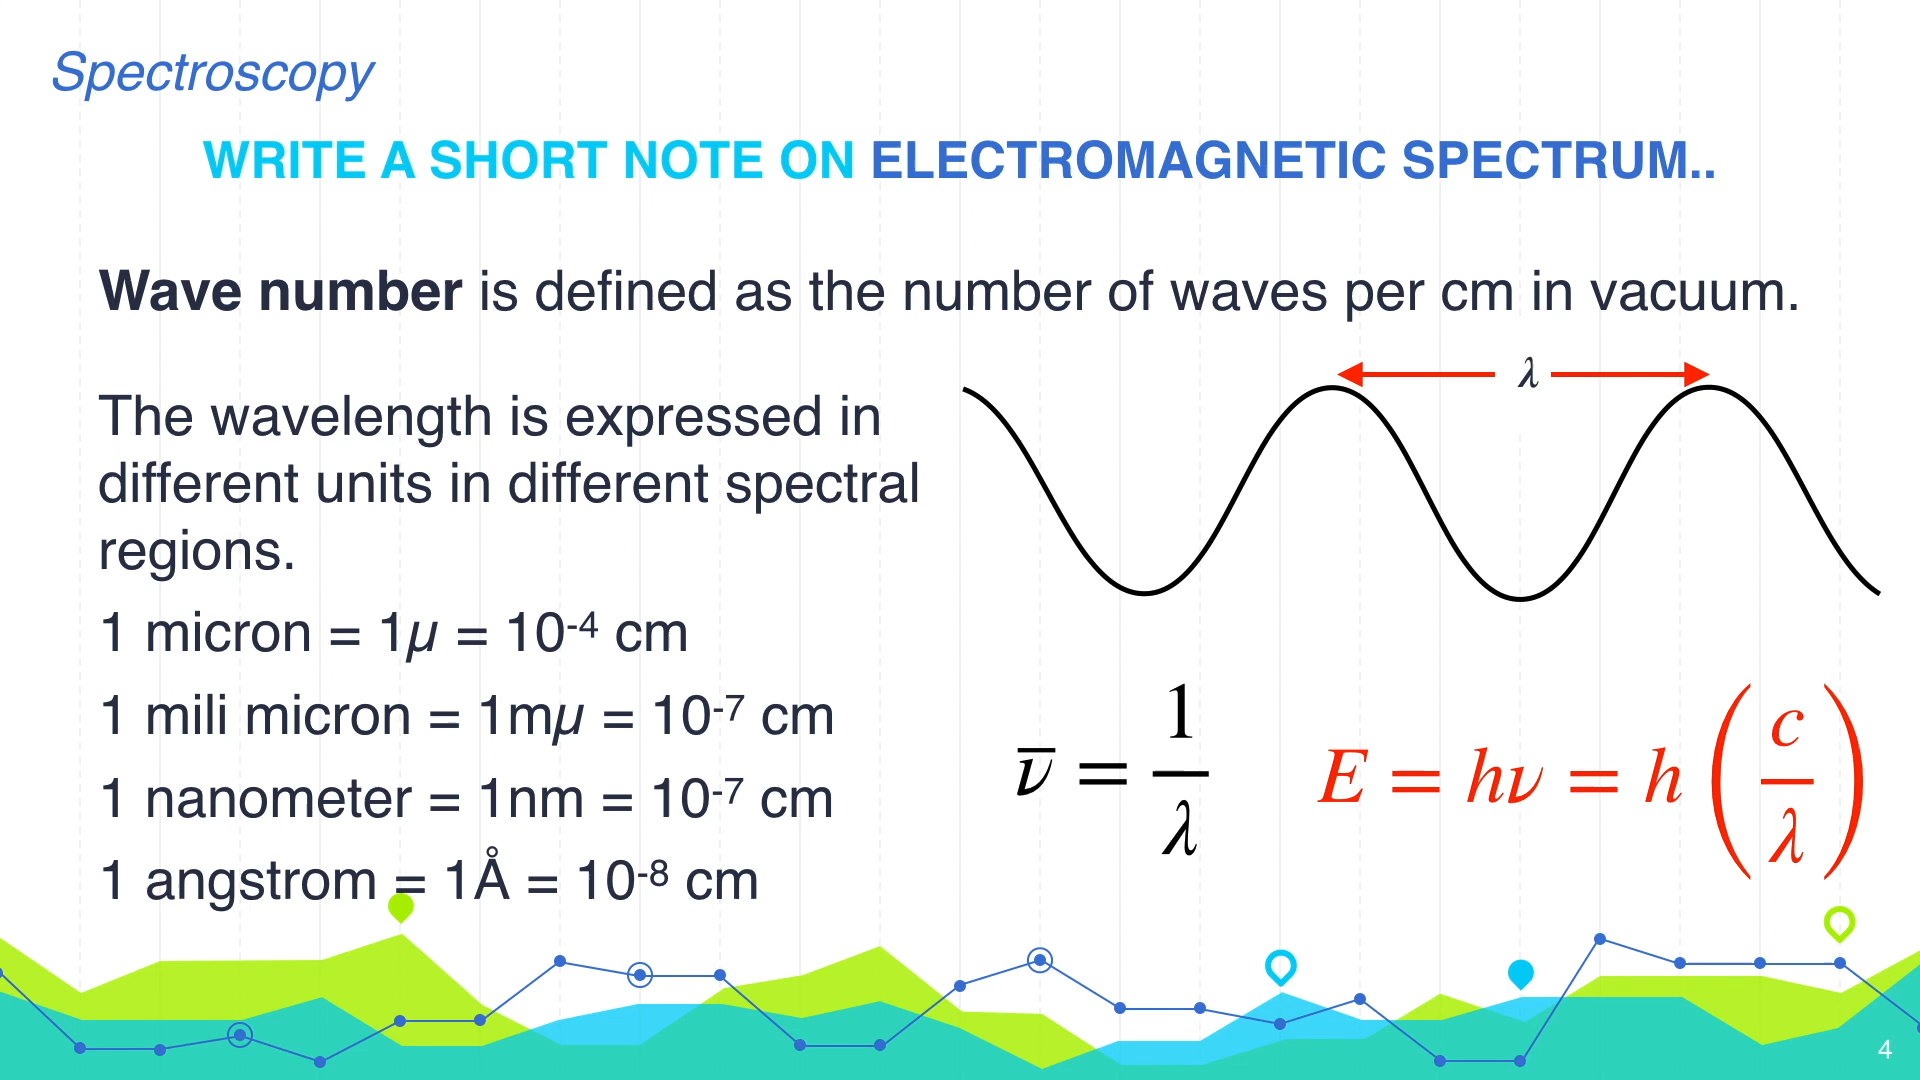 Spectroscopy
WRITE A SHORT NOTE ON ELECTROMAGNETIC SPECTRUM..
Wave number is defined as the number of waves per cm in vacuum.
The wavelength is expressed in
different units in different spectral
regions.
1 micron = 1μ = 10⁻⁴ cm
1 mili micron = 1mμ = 10⁻⁷ cm
1 nanometer = 1nm = 10⁻⁷ cm
1 angstrom = 1Å = 10⁻⁸ cm
λ
ν̅ = 1/λ
E = hν = h(c/λ)
4